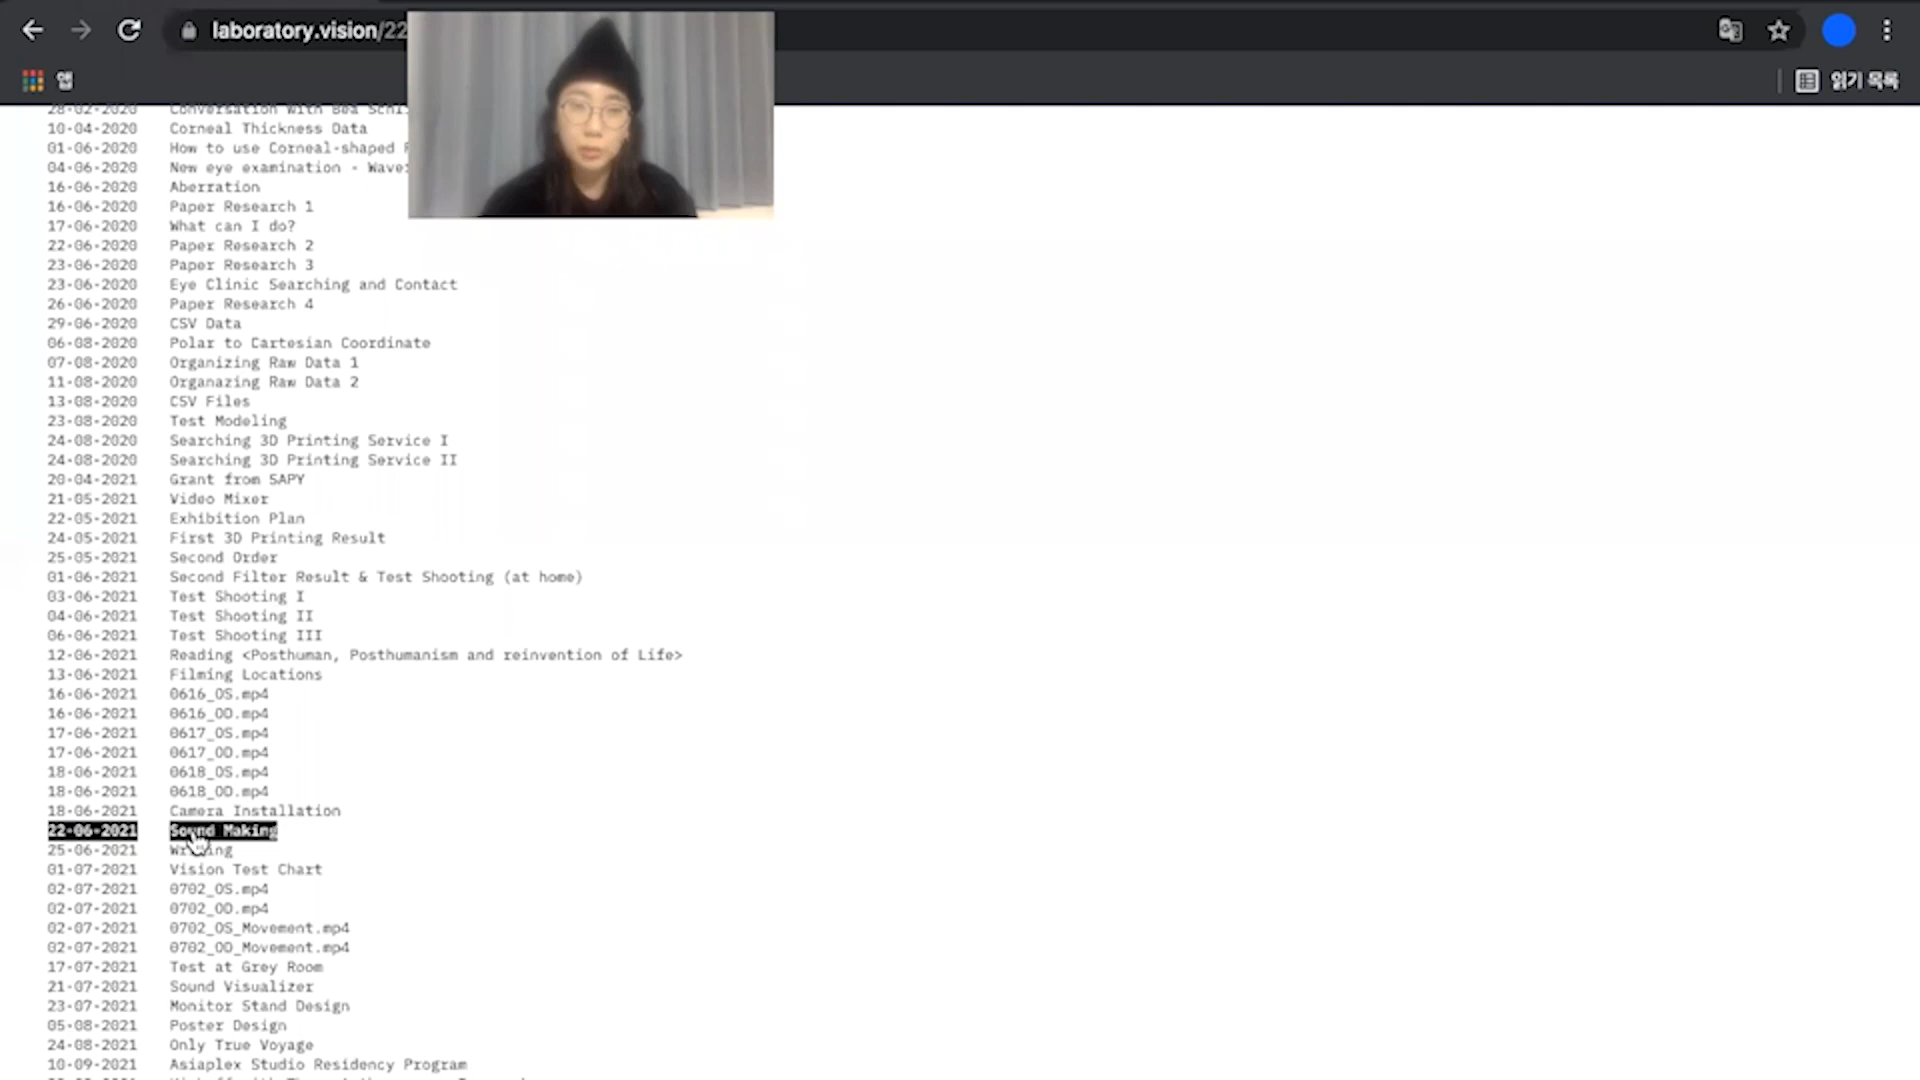 laboratory.vision/22
앱
읽기 목록
28-02-2020 Conversation With Bea Schl
10-04-2020 Corneal Thickness Data
01-06-2020 How to use Corneal-shaped
04-06-2020 New eye examination - Wave
16-06-2020 Aberration
16-06-2020 Paper Research 1
17-06-2020 What can I do?
22-06-2020 Paper Research 2
23-06-2020 Paper Research 3
23-06-2020 Eye Clinic Searching and Contact
26-06-2020 Paper Research 4
29-06-2020 CSV Data
06-08-2020 Polar to Cartesian Coordinate
07-08-2020 Organizing Raw Data 1
11-08-2020 Organazing Raw Data 2
13-08-2020 CSV Files
23-08-2020 Test Modeling
24-08-2020 Searching 3D Printing Service I
24-08-2020 Searching 3D Printing Service II
20-04-2021 Grant from SAPY
21-05-2021 Video Mixer
22-05-2021 Exhibition Plan
24-05-2021 First 3D Printing Result
25-05-2021 Second Order
01-06-2021 Second Filter Result & Test Shooting (at home)
03-06-2021 Test Shooting I
04-06-2021 Test Shooting II
06-06-2021 Test Shooting III
12-06-2021 Reading <Posthuman, Posthumanism and reinvention of Life>
13-06-2021 Filming Locations
16-06-2021 0616_OS.mp4
16-06-2021 0616_OD.mp4
17-06-2021 0617_OS.mp4
17-06-2021 0617_OD.mp4
18-06-2021 0618_OS.mp4
18-06-2021 0618_OD.mp4
18-06-2021 Camera Installation
22-06-2021 Sound Making
25-06-2021 Writing
01-07-2021 Vision Test Chart
02-07-2021 0702_OS.mp4
02-07-2021 0702_OD.mp4
02-07-2021 0702_OS_Movement.mp4
02-07-2021 0702_OD_Movement.mp4
17-07-2021 Test at Grey Room
21-07-2021 Sound Visualizer
23-07-2021 Monitor Stand Design
05-08-2021 Poster Design
24-08-2021 Only True Voyage
10-09-2021 Asiaplex Studio Residency Program